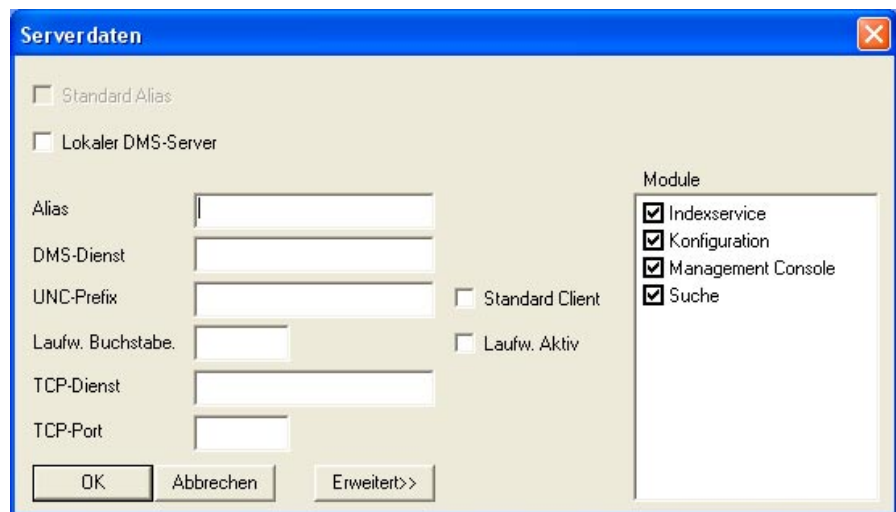 Serverdaten
Standard Alias
Lokaler DMS-Server
Alias
DMS-Dienst
UNC-Prefix
Standard Client
Laufw. Buchstabe.
Laufw. Aktiv
TCP-Dienst
TCP-Port
OK
Abbrechen
Erweitert>>
Module
Indexservice
Konfiguration
Management Console
Suche